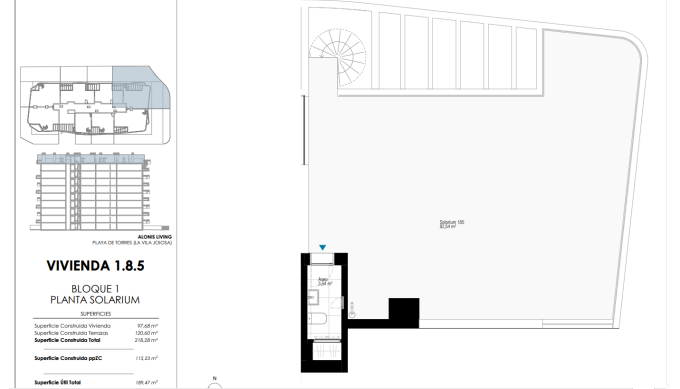 ALONIS LIVING
PLAYA DE TORRES (LA VILA JOIOSA)
VIVIENDA 1.8.5
BLOQUE 1
PLANTA SOLARIUM
SUPERFICIES
Superficie Construida Vivienda 97,68 m²
Superficie Construida Terrazas 120,60 m²
Superficie Construida Total 218,28 m²
Superficie Construida ppZC 112,23 m²
Superficie Útil Total 189,47 m²
Solarium 185
82,54 m²
Aseo
3,64 m²
N